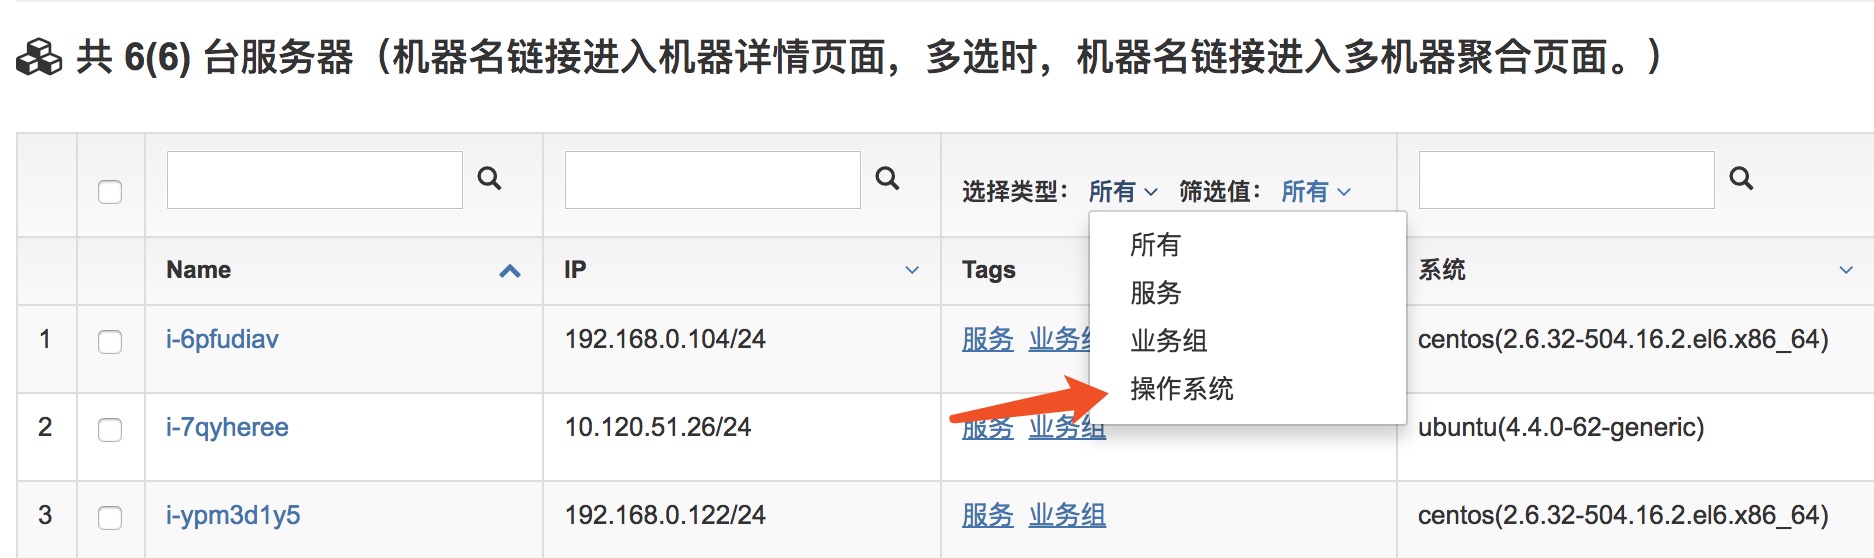 共 6(6) 台服务器（机器名链接进入机器详情页面，多选时，机器名链接进入多机器聚合页面。）
选择类型： 所有 筛选值： 所有
所有
服务
业务组
操作系统
Name IP Tags 系统
1 i-6pfudiav 192.168.0.104/24 服务 业务 centos(2.6.32-504.16.2.el6.x86_64)
2 i-7qyheree 10.120.51.26/24 服务 业务组 ubuntu(4.4.0-62-generic)
3 i-ypm3d1y5 192.168.0.122/24 服务 业务组 centos(2.6.32-504.16.2.el6.x86_64)